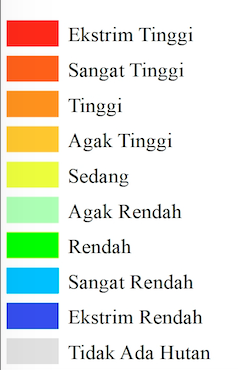 Ekstrim Tinggi
Sangat Tinggi
Tinggi
Agak Tinggi
Sedang
Agak Rendah
Rendah
Sangat Rendah
Ekstrim Rendah
Tidak Ada Hutan